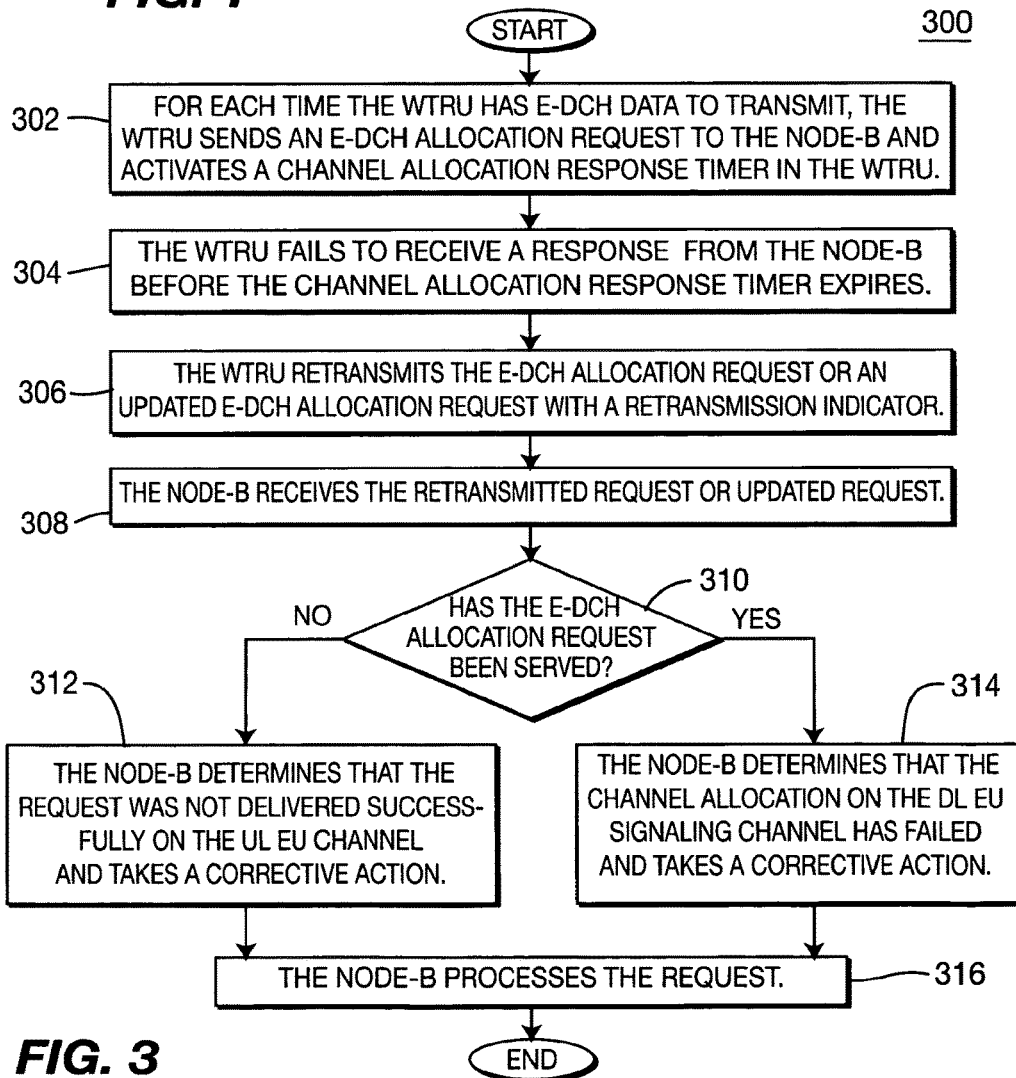 START
300
302
FOR EACH TIME THE WTRU HAS E-DCH DATA TO TRANSMIT, THE
WTRU SENDS AN E-DCH ALLOCATION REQUEST TO THE NODE-B AND
ACTIVATES A CHANNEL ALLOCATION RESPONSE TIMER IN THE WTRU.
304
THE WTRU FAILS TO RECEIVE A RESPONSE FROM THE NODE-B
BEFORE THE CHANNEL ALLOCATION RESPONSE TIMER EXPIRES.
306
THE WTRU RETRANSMITS THE E-DCH ALLOCATION REQUEST OR AN
UPDATED E-DCH ALLOCATION REQUEST WITH A RETRANSMISSION INDICATOR.
308
THE NODE-B RECEIVES THE RETRANSMITTED REQUEST OR UPDATED REQUEST.
310
NO
HAS THE E-DCH
ALLOCATION REQUEST
BEEN SERVED?
YES
312
THE NODE-B DETERMINES THAT THE
REQUEST WAS NOT DELIVERED SUCCESS-
FULLY ON THE UL EU CHANNEL
AND TAKES A CORRECTIVE ACTION.
314
THE NODE-B DETERMINES THAT THE
CHANNEL ALLOCATION ON THE DL EU
SIGNALING CHANNEL HAS FAILED
AND TAKES A CORRECTIVE ACTION.
THE NODE-B PROCESSES THE REQUEST.
316
FIG. 3
END